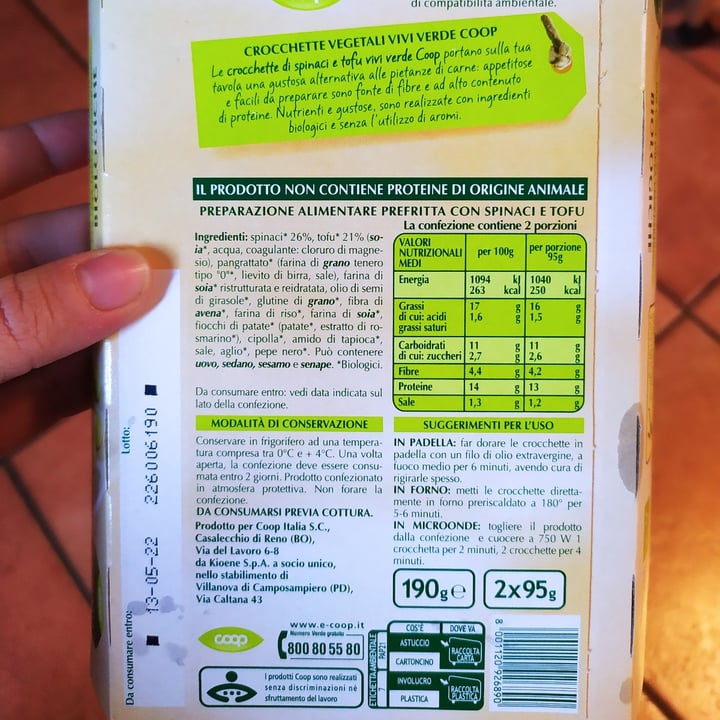 di compatibilità ambientale.
CROCCHETTE VEGETALI VIVI VERDE COOP
Le crocchette di spinaci e tofu vivi verde Coop, portano sulla tua
tavola una gustosa alternativa alle pietanze di carne: appetitose
e facili da preparare sono fonte di fibre e ad alto contenuto
di proteine. Nutrienti e gustose, sono realizzate con ingredienti
biologici e senza l'utilizzo di aromi.
IL PRODOTTO NON CONTIENE PROTEINE DI ORIGINE ANIMALE
PREPARAZIONE ALIMENTARE PREFRITTA CON SPINACI E TOFU
Ingredienti: spinaci* 26%, tofu* 21% (so-
ia*, acqua, coagulante: cloruro di magne-
sio), pangrattato* (farina di grano tenero
tipo "0"*, lievito di birra, sale), farina di
soia* ristrutturata e reidratata, olio di semi
di girasole*, glutine di grano*, fibra di
avena*, farina di riso*, farina di soia*,
fiocchi di patate* (patate*, estratto di ro-
smarino*), cipolla*, amido di tapioca*,
sale, aglio*, pepe nero*. Può contenere
uovo, sedano, sesamo e senape. *Biologici.
Da consumare entro: vedi data indicata sul
lato della confezione.
La confezione contiene 2 porzioni
VALORI NUTRIZIONALI MEDI per 100g per porzione 95g
Energia 1094 kJ 1040 kJ
263 kcal 250 kcal
Grassi 17 g 16 g
di cui: acidi grassi saturi 1,6 g 1,5 g
Carboidrati 11 g 11 g
di cui: zuccheri 2,7 g 2,6 g
Fibre 4,4 g 4,2 g
Proteine 14 g 13 g
Sale 1,3 g 1,2 g
MODALITÀ DI CONSERVAZIONE
Conservare in frigorifero ad una tempera-
tura compresa tra 0°C e + 4°C. Una volta
aperta, la confezione deve essere consu-
mata entro 2 giorni. Prodotto confezionato
in atmosfera protettiva. Non forare la
confezione.
DA CONSUMARSI PREVIA COTTURA.
Prodotto per Coop Italia S.C.,
Casalecchio di Reno (BO),
Via del Lavoro 6-8
da Kioene S.p.A. a socio unico,
nello stabilimento di
Villanova di Camposampiero (PD),
Via Caltana 43
SUGGERIMENTI PER L'USO
IN PADELLA: far dorare le crocchette in
padella con un filo di olio extravergine, a
fuoco medio per 6 minuti, avendo cura di
rigirarle spesso.
IN FORNO: metti le crocchette diretta-
mente in forno preriscaldato a 180° per
5-6 minuti.
IN MICROONDE: togliere il prodotto
dalla confezione e cuocere a 750 W 1
crocchetta per 2 minuti, 2 crocchette per 4
minuti.
190g e 2x95g
Lotto:
226006190
Da consumare entro:
13-05-22
coop
www.e-coop.it
Numero Verde gratuito
800 80 55 80
I prodotti Coop sono realizzati
senza discriminazioni né
sfruttamento del lavoro
ETICHETTA AMBIENTALE
COS'È DOVE VA
PAP21 ASTUCCIO RACCOLTA CARTA
CARTONCINO
7 INVOLUCRO RACCOLTA PLASTICA
PLASTICA
8 001120 926890